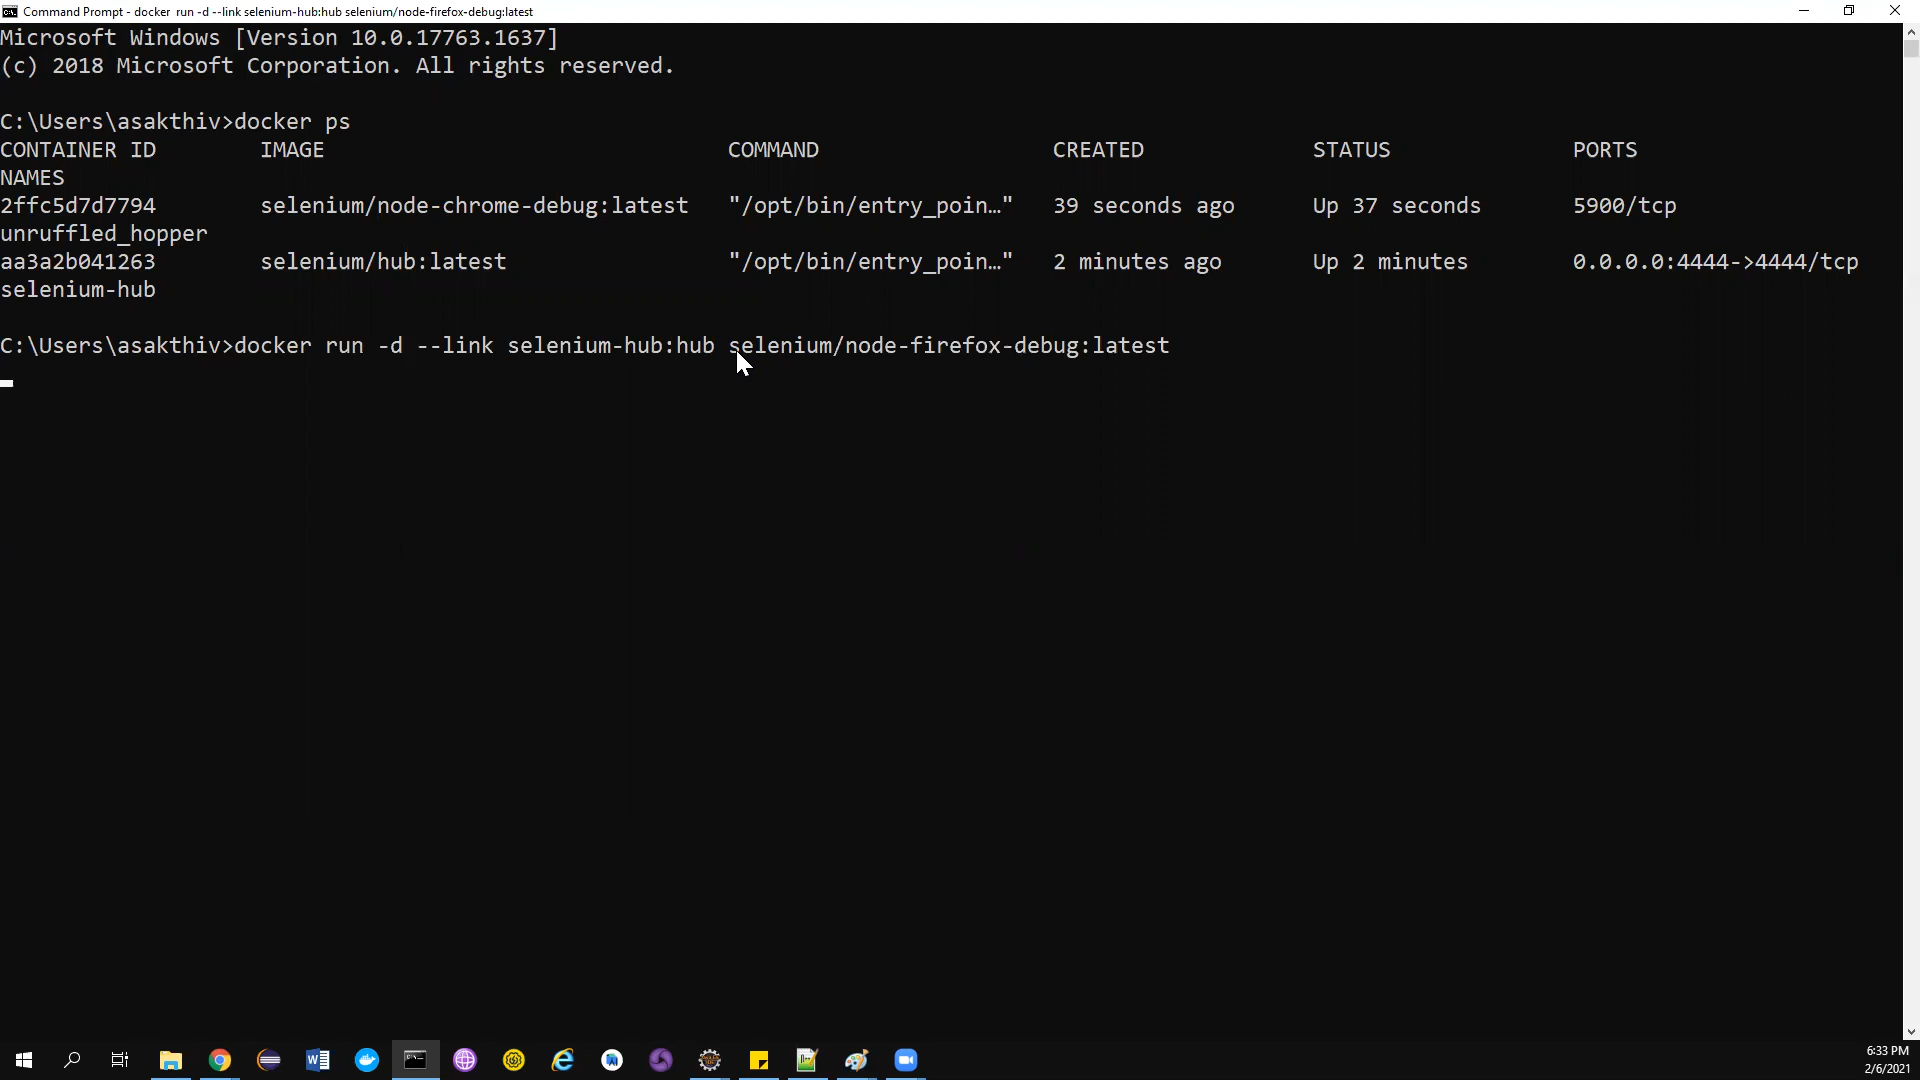 Command Prompt - docker run -d --link selenium-hub:hub selenium/node-firefox-debug:latest
Microsoft Windows [Version 10.0.17763.1637]
(c) 2018 Microsoft Corporation. All rights reserved.
C:\Users\asakthiv>docker ps
CONTAINER ID IMAGE COMMAND CREATED STATUS PORTS
NAMES
2ffc5d7d7794 selenium/node-chrome-debug:latest "/opt/bin/entry_poin…" 39 seconds ago Up 37 seconds 5900/tcp
unruffled_hopper
aa3a2b041263 selenium/hub:latest "/opt/bin/entry_poin…" 2 minutes ago Up 2 minutes 0.0.0.0:4444->4444/tcp
selenium-hub
C:\Users\asakthiv>docker run -d --link selenium-hub:hub selenium/node-firefox-debug:latest
6:33 PM
2/6/2021